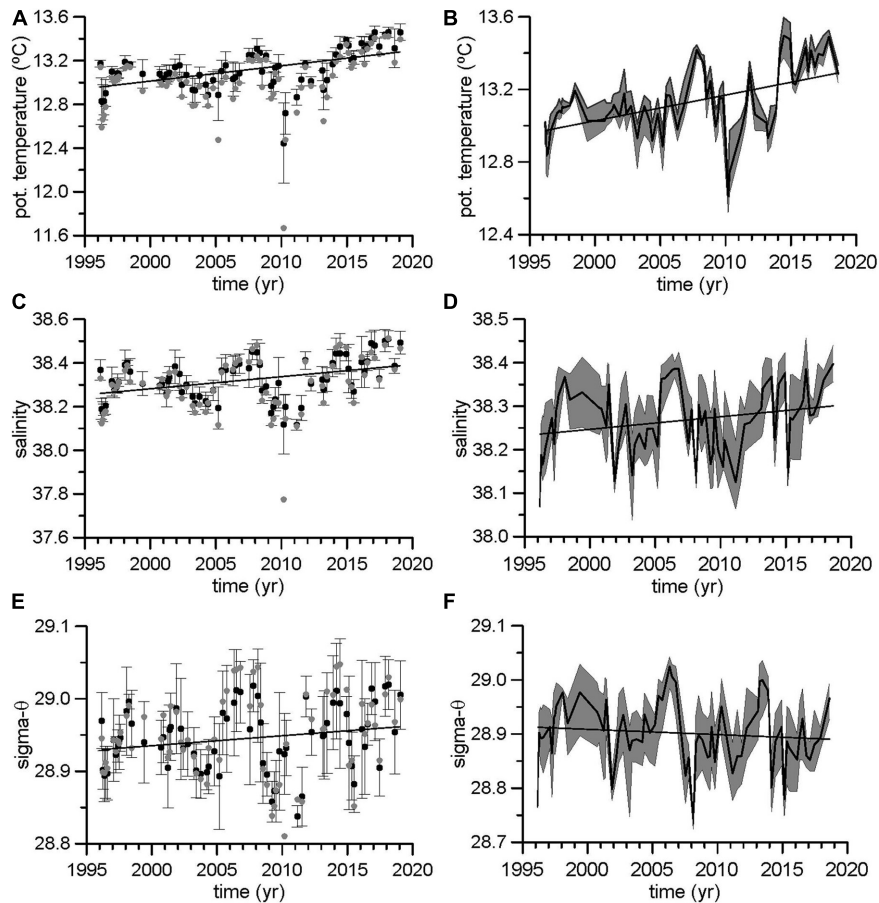 A
pot. temperature (ºC)
13.6
13.2
12.8
12.4
12.0
11.6
1995 2000 2005 2010 2015 2020
time (yr)
B
pot. temperature (ºC)
13.6
13.2
12.8
12.4
1995 2000 2005 2010 2015 2020
time (yr)
C
salinity
38.6
38.4
38.2
38.0
37.8
37.6
1995 2000 2005 2010 2015 2020
time (yr)
D
salinity
38.5
38.4
38.3
38.2
38.1
38.0
1995 2000 2005 2010 2015 2020
time (yr)
E
sigma-θ
29.1
29.0
28.9
28.8
1995 2000 2005 2010 2015 2020
time (yr)
F
sigma-θ
29.1
29.0
28.9
28.8
28.7
1995 2000 2005 2010 2015 2020
time (yr)